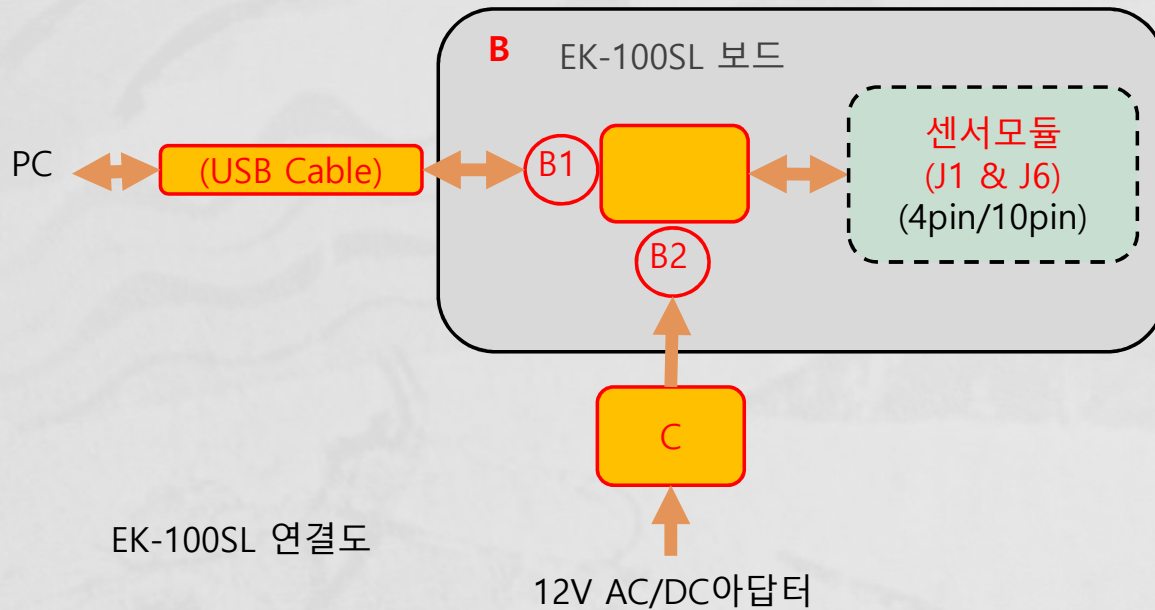 B
EK-100SL 보드
센서모듈
(J1 & J6)
(4pin/10pin)
PC
(USB Cable)
B1
B2
C
EK-100SL 연결도
12V AC/DC아답터